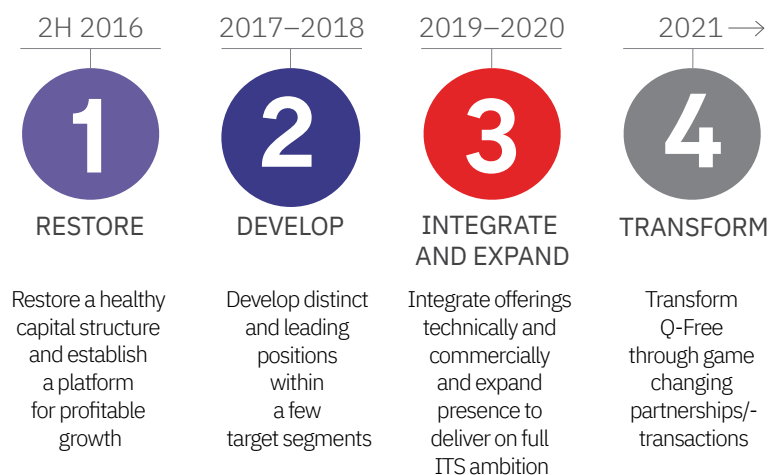 2H 2016
1
RESTORE
Restore a healthy
capital structure
and establish
a platform
for profitable
growth
2017–2018
2
DEVELOP
Develop distinct
and leading
positions
within
a few
target segments
2019–2020
3
INTEGRATE
AND EXPAND
Integrate offerings
technically and
commercially
and expand
presence to
deliver on full
ITS ambition
2021→
4
TRANSFORM
Transform
Q-Free
through game
changing
partnerships/-
transactions